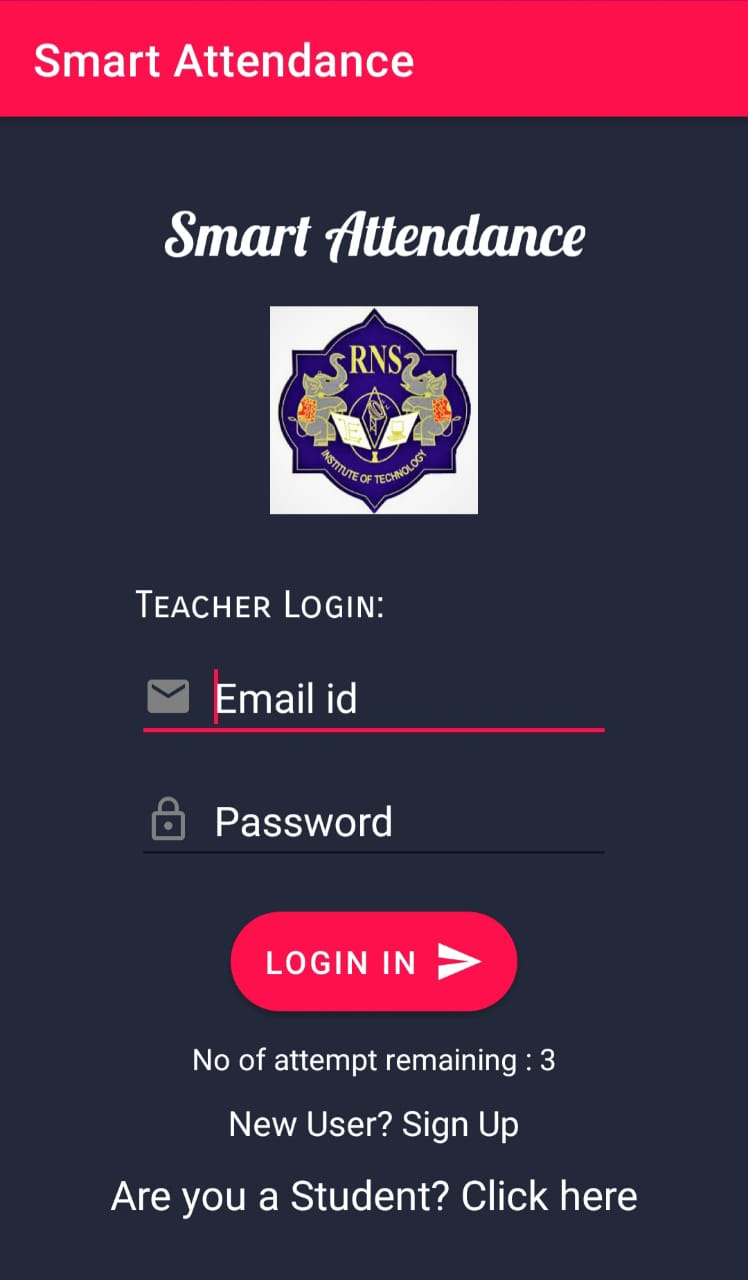 Smart Attendance
Smart Attendance
RNS
INSTITUTE OF TECHNOLOGY
Teacher Login:
Email id
Password
LOGIN IN
No of attempt remaining : 3
New User? Sign Up
Are you a Student? Click here